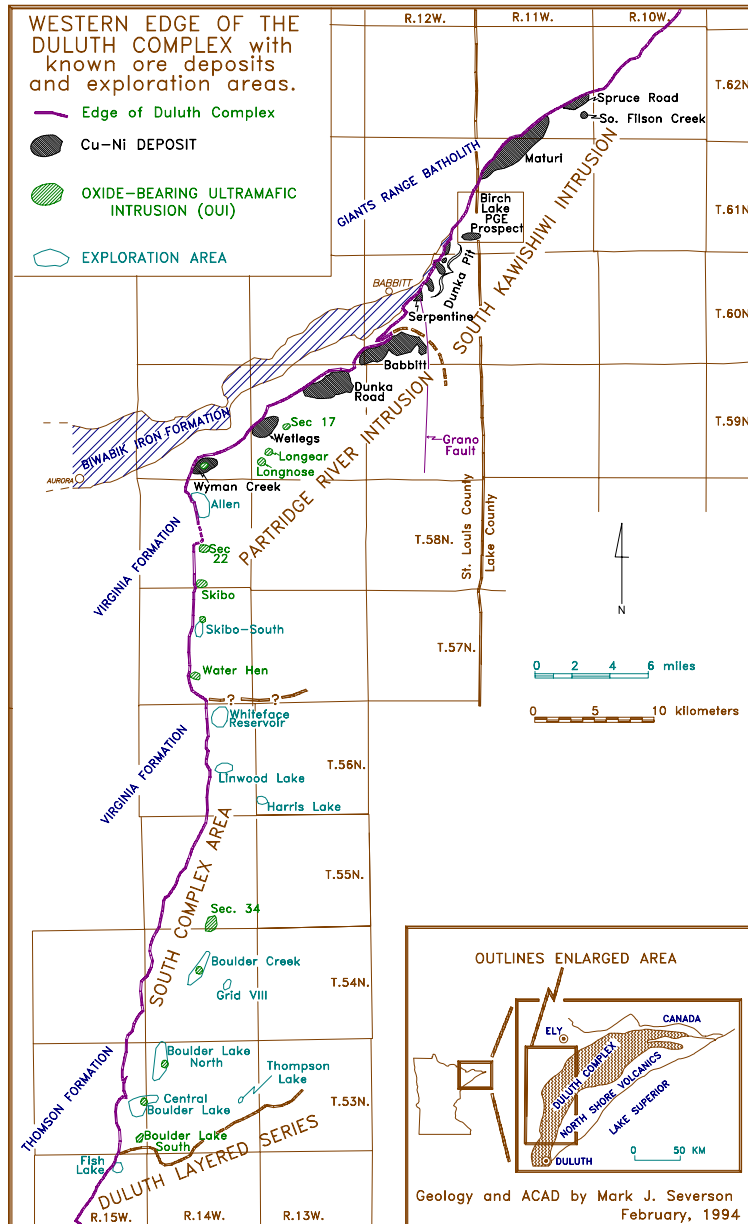 WESTERN EDGE OF THE
DULUTH COMPLEX with
known ore deposits
and exploration areas.
Edge of Duluth Complex
Cu-Ni DEPOSIT
OXIDE-BEARING ULTRAMAFIC
INTRUSION (OUI)
EXPLORATION AREA
R.12W.
R.11W.
R.10W.
T.62N.
Spruce Road
So. Filson Creek
Maturi
GIANTS RANGE BATHOLITH
Birch
Lake
PGE
Prospect
T.61N.
SOUTH KAWISHIWI INTRUSION
Dunka Pit
BABBITT
Serpentine
T.60N.
Babbitt
Dunka
Road
PARTRIDGE RIVER INTRUSION
T.59N.
Sec 17
Wetlegs
Longear
Longnose
Grano
Fault
BIWABIK IRON FORMATION
AURORA
Wyman Creek
Allen
VIRGINIA FORMATION
Sec
22
T.58N.
St. Louis County
Lake County
Skibo
Skibo-South
T.57N.
Water Hen
N
0 2 4 6 miles
0 5 10 kilometers
? ?
Whiteface
Reservoir
VIRGINIA FORMATION
T.56N.
Linwood Lake
Harris Lake
SOUTH COMPLEX AREA
T.55N.
Sec. 34
Boulder Creek
Grid VIII
T.54N.
THOMSON FORMATION
Boulder Lake
North
Thompson
Lake
Central
Boulder Lake
T.53N.
Boulder Lake
South
DULUTH LAYERED SERIES
Fish
Lake
R.15W.
R.14W.
R.13W.
OUTLINES ENLARGED AREA
ELY
CANADA
DULUTH COMPLEX
NORTH SHORE VOLCANICS
LAKE SUPERIOR
0 50 KM
DULUTH
Geology and ACAD by Mark J. Severson
February, 1994